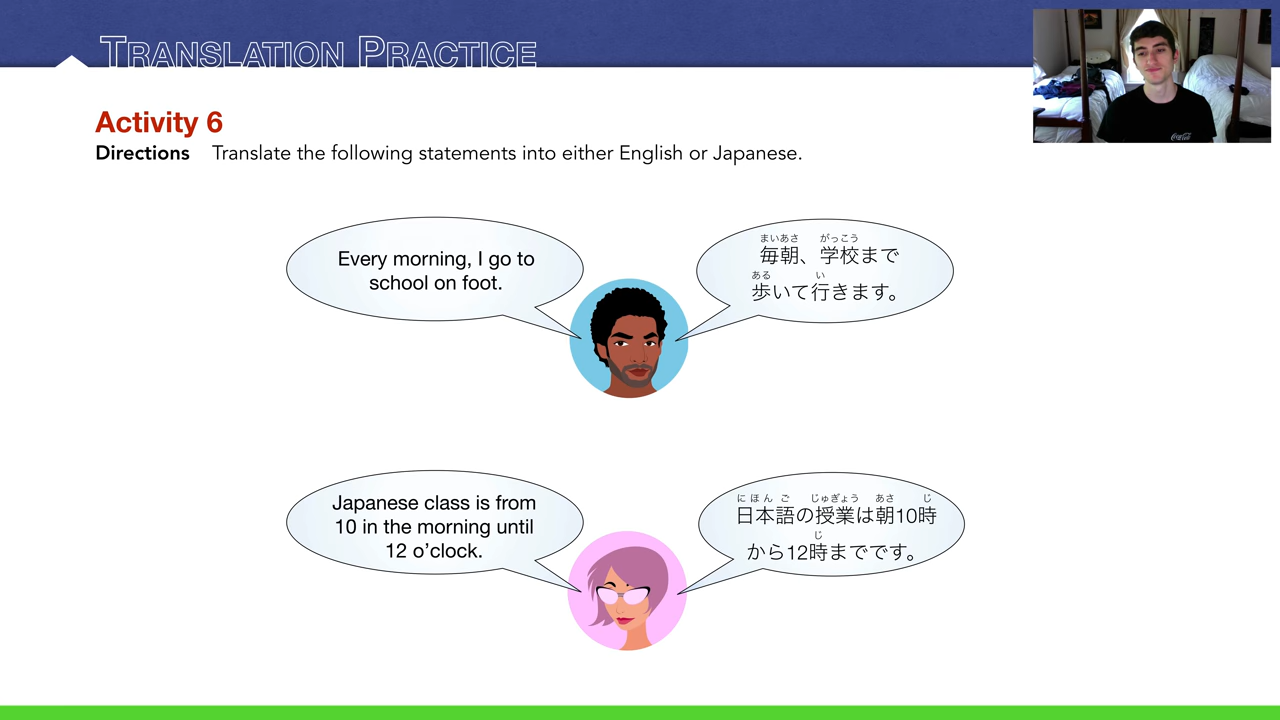 TRANSLATION PRACTICE
Activity 6
Directions Translate the following statements into either English or Japanese.
Every morning, I go to
school on foot.
まいあさ がっこう
毎朝、学校まで
ある い
歩いて行きます。
Japanese class is from
10 in the morning until
12 o’clock.
にほんご じゅぎょう あさ じ
日本語の授業は朝10時
じ
から12時までです。
Coca-Cola